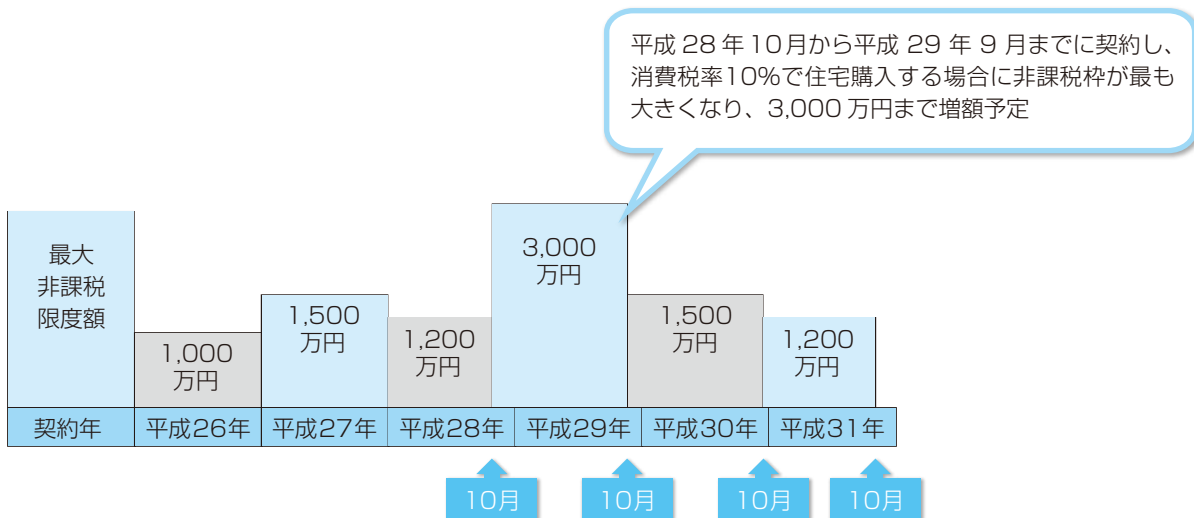 平成 28 年 10月から平成 29 年 9 月までに契約し、
消費税率10%で住宅購入する場合に非課税枠が最も
大きくなり、3,000 万円まで増額予定
最大
非課税
限度額
1,000
万円
1,500
万円
1,200
万円
3,000
万円
1,500
万円
1,200
万円
契約年
平成26年
平成27年
平成28年
平成29年
平成30年
平成31年
10月
10月
10月
10月